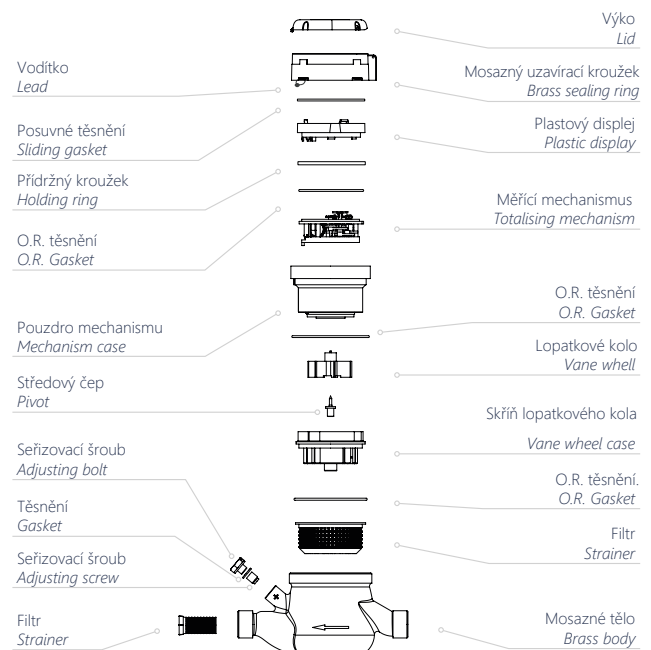 Výko
Lid
Vodítko
Lead
Mosazný uzavírací kroužek
Brass sealing ring
Posuvné těsnění
Sliding gasket
Plastový displej
Plastic display
Přídržný kroužek
Holding ring
Měřící mechanismus
Totalising mechanism
O.R. těsnění
O.R. Gasket
O.R. těsnění
O.R. Gasket
Pouzdro mechanismu
Mechanism case
Lopatkové kolo
Vane whell
Středový čep
Pivot
Skříň lopatkového kola
Vane wheel case
Seřizovací šroub
Adjusting bolt
O.R. těsnění.
O.R. Gasket
Těsnění
Gasket
Filtr
Strainer
Seřizovací šroub
Adjusting screw
Filtr
Strainer
Mosazné tělo
Brass body